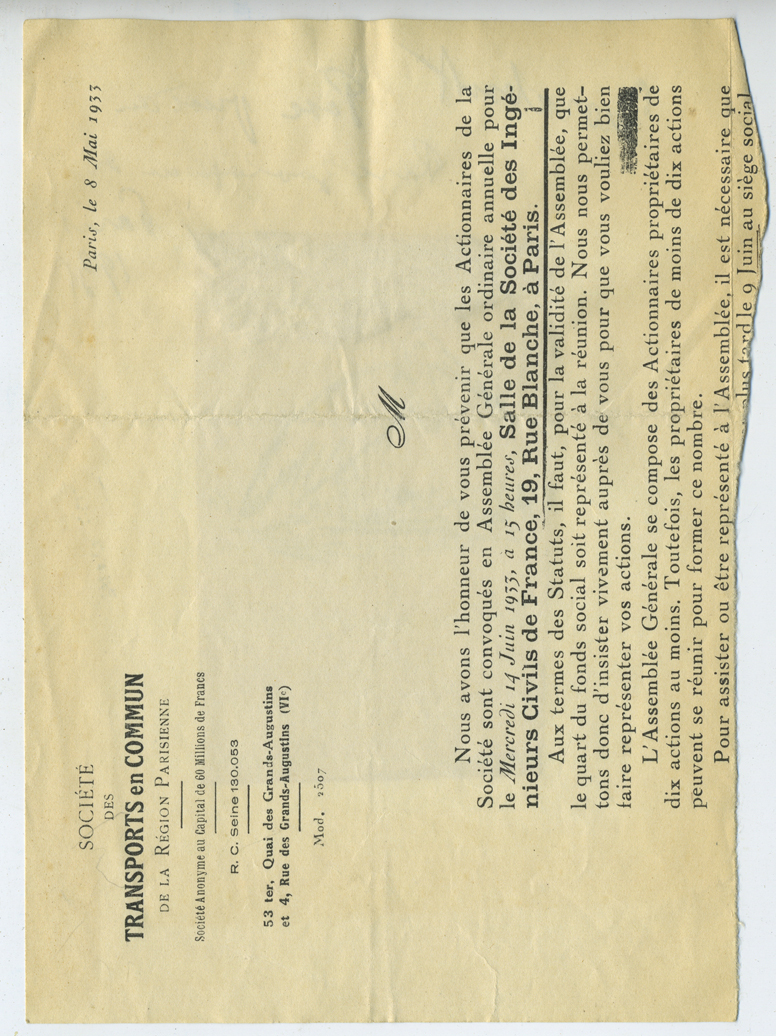 SOCIÉTÉ
DES
TRANSPORTS en COMMUN
DE LA RÉGION PARISIENNE
Société Anonyme au Capital de 60 Millions de Francs
R. C. Seine 130.053
53 ter, Quai des Grands-Augustins
et 4, Rue des Grands-Augustins (VIe)
Mod. 2507
Paris, le 8 Mai 1933
M
Nous avons l'honneur de vous prévenir que les Actionnaires de la
Société sont convoqués en Assemblée Générale ordinaire annuelle pour
le Mercredi 14 Juin 1933, à 15 heures, Salle de la Société des Ingé-
nieurs Civils de France, 19, Rue Blanche, à Paris.
Aux termes des Statuts, il faut, pour la validité de l'Assemblée, que
le quart du fonds social soit représenté à la réunion. Nous nous permet-
tons donc d'insister vivement auprès de vous pour que vous vouliez bien
faire représenter vos actions.
L'Assemblée Générale se compose des Actionnaires propriétaires de
dix actions au moins. Toutefois, les propriétaires de moins de dix actions
peuvent se réunir pour former ce nombre.
Pour assister ou être représenté à l'Assemblée, il est nécessaire que
plus tard le 9 Juin au siège social